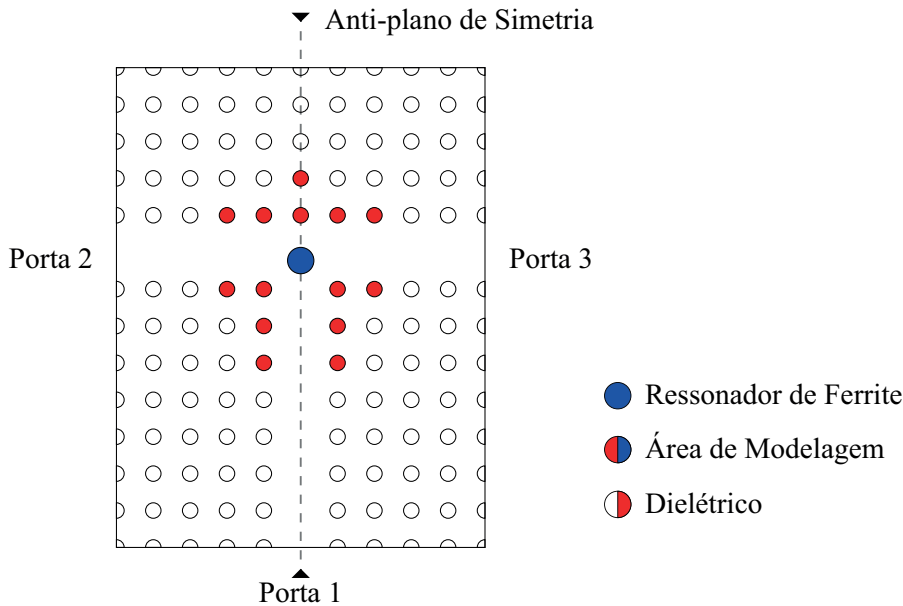 Anti-plano de Simetria
Porta 2
Porta 3
Ressonador de Ferrite
Área de Modelagem
Dielétrico
Porta 1